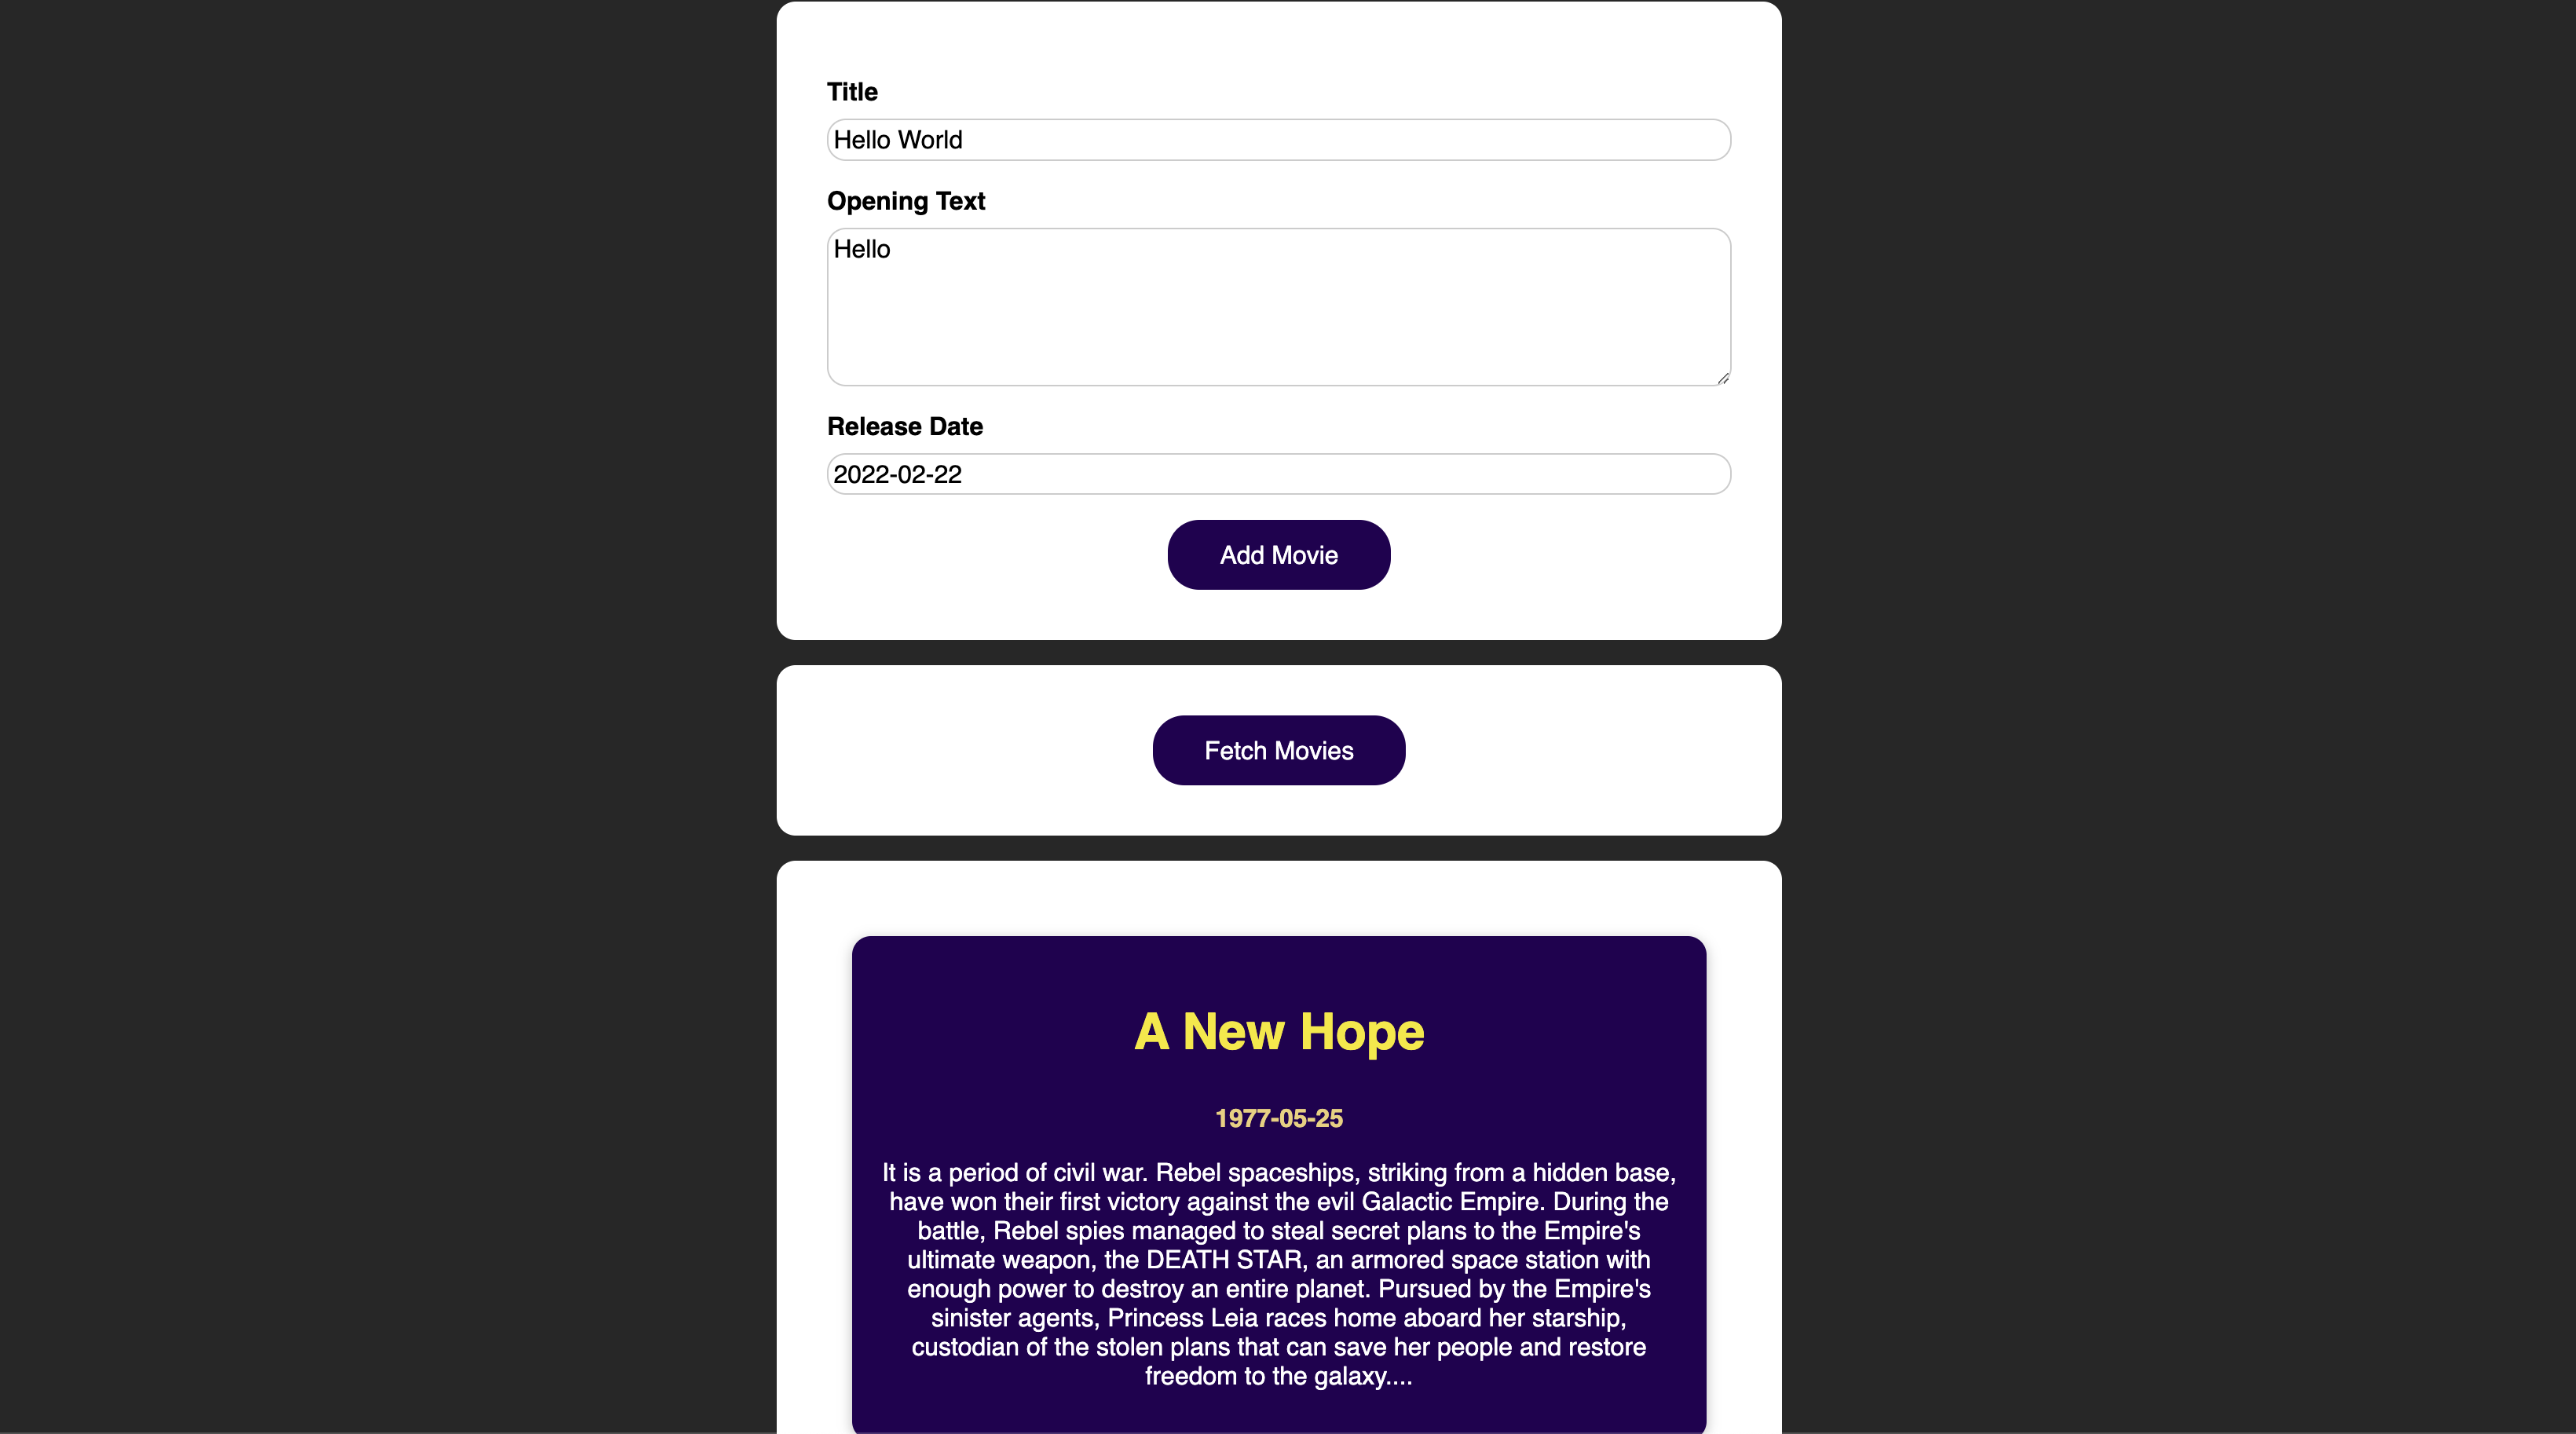 Title
Hello World
Opening Text
Hello
Release Date
2022-02-22
Add Movie
Fetch Movies
A New Hope
1977-05-25
It is a period of civil war. Rebel spaceships, striking from a hidden base,
have won their first victory against the evil Galactic Empire. During the
battle, Rebel spies managed to steal secret plans to the Empire's
ultimate weapon, the DEATH STAR, an armored space station with
enough power to destroy an entire planet. Pursued by the Empire's
sinister agents, Princess Leia races home aboard her starship,
custodian of the stolen plans that can save her people and restore
freedom to the galaxy....